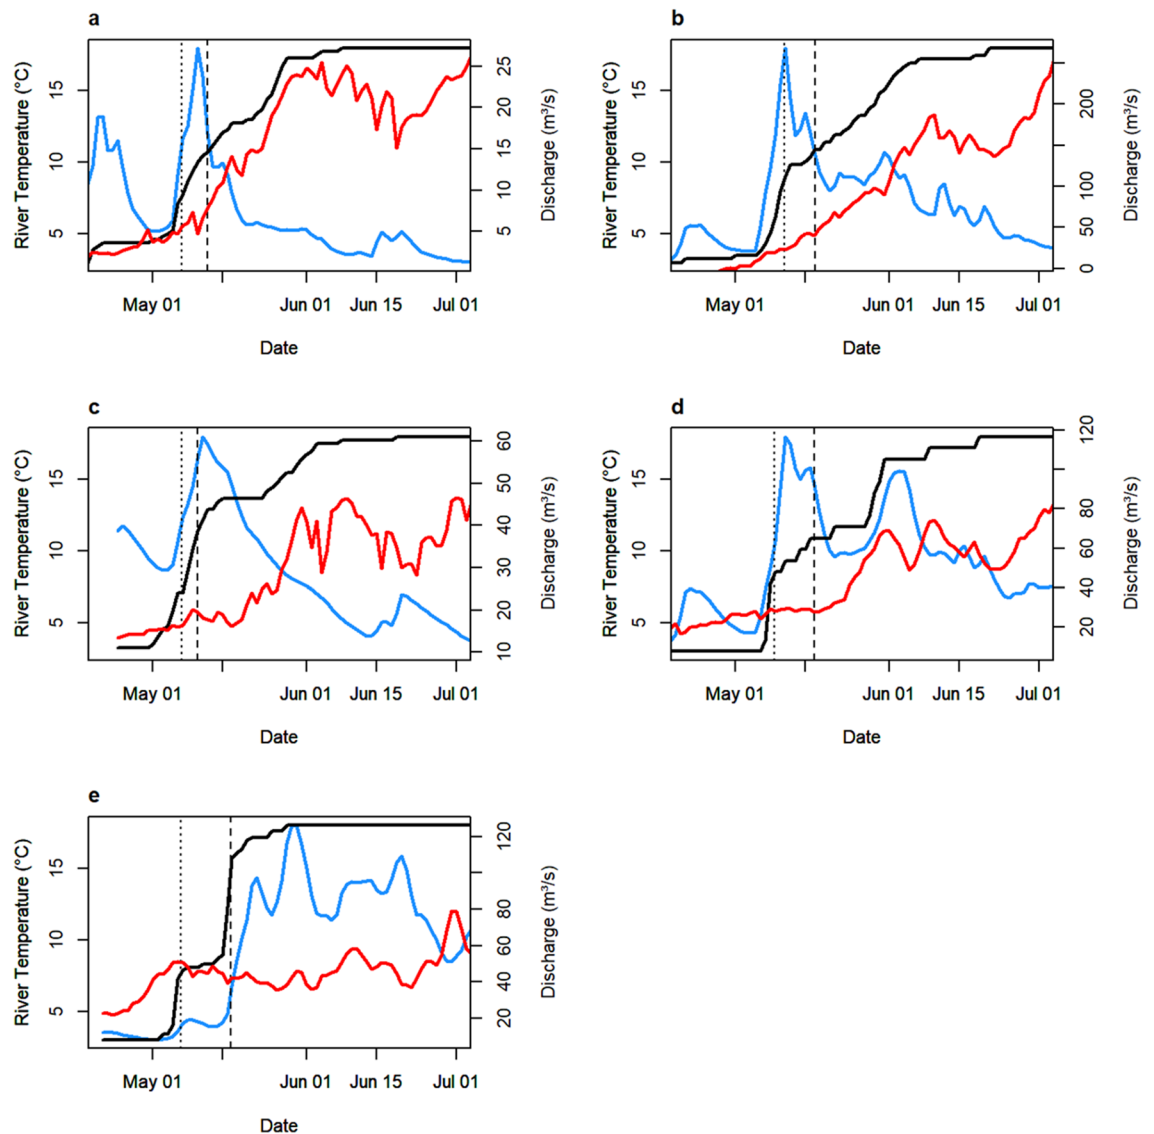 a
River Temperature (°C)
15
10
5
25
20
15
10
5
Discharge (m³/s)
May 01
Jun 01
Jun 15
Jul 01
Date
b
River Temperature (°C)
15
10
5
200
100
50
0
Discharge (m³/s)
May 01
Jun 01
Jun 15
Jul 01
Date
c
River Temperature (°C)
15
10
5
60
50
40
30
20
10
Discharge (m³/s)
May 01
Jun 01
Jun 15
Jul 01
Date
d
River Temperature (°C)
15
10
5
120
80
60
40
20
Discharge (m³/s)
May 01
Jun 01
Jun 15
Jul 01
Date
e
River Temperature (°C)
15
10
5
120
80
60
40
20
Discharge (m³/s)
May 01
Jun 01
Jun 15
Jul 01
Date